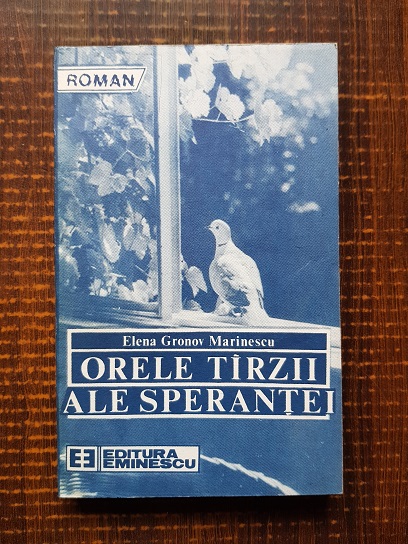 ROMAN
Elena Gronov Marinescu
ORELE TÎRZII
ALE SPERANȚEI
EE EDITURA
EMINESCU